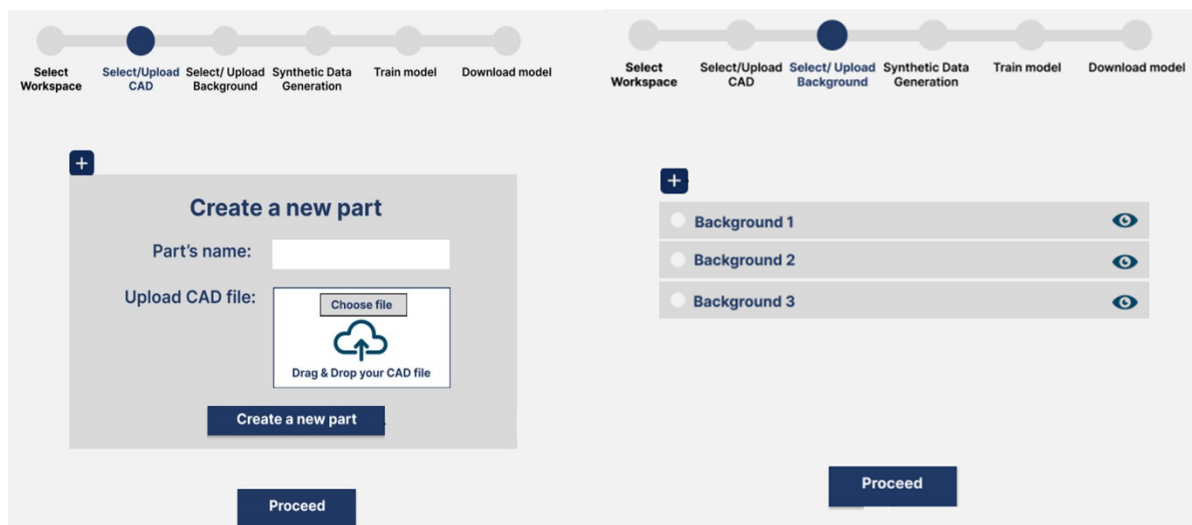 Select Workspace
Select/Upload CAD
Select/ Upload Background
Synthetic Data Generation
Train model
Download model
+
Create a new part
Part's name:
Upload CAD file:
Choose file
Drag & Drop your CAD file
Create a new part
Proceed
Select Workspace
Select/Upload CAD
Select/ Upload Background
Synthetic Data Generation
Train model
Download model
+
Background 1
Background 2
Background 3
Proceed